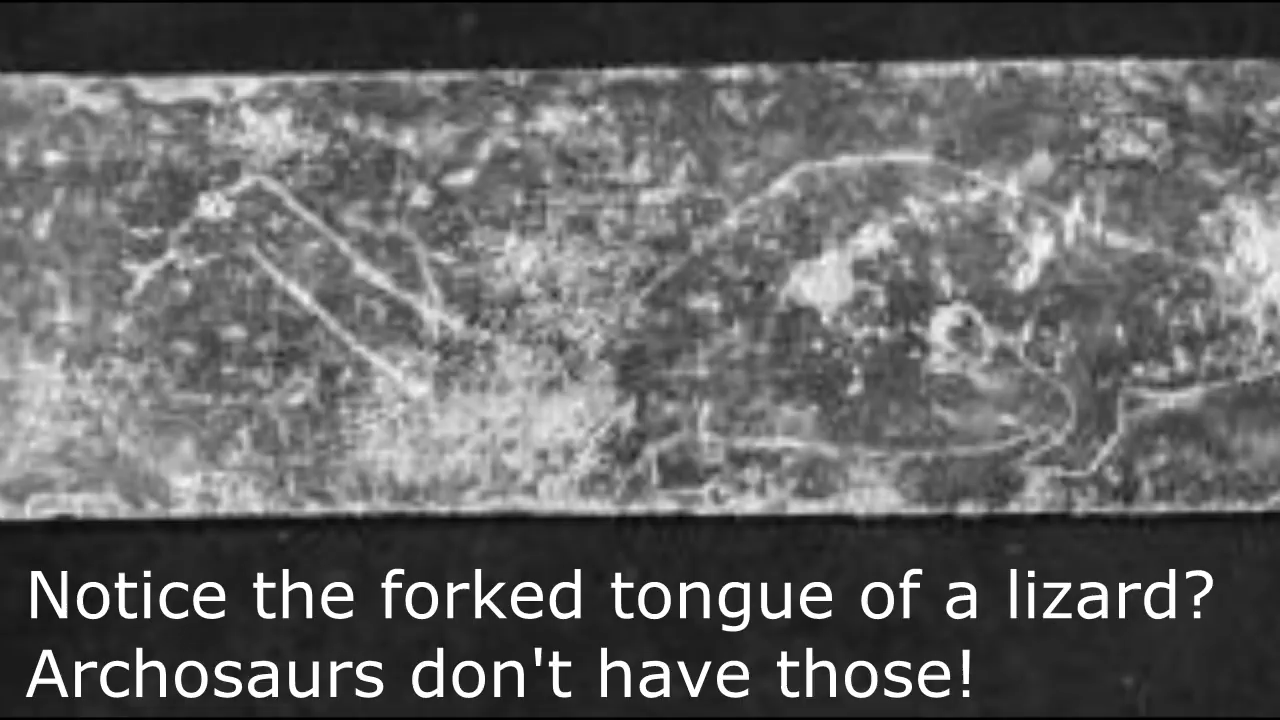 Notice the forked tongue of a lizard?
Archosaurs don't have those!